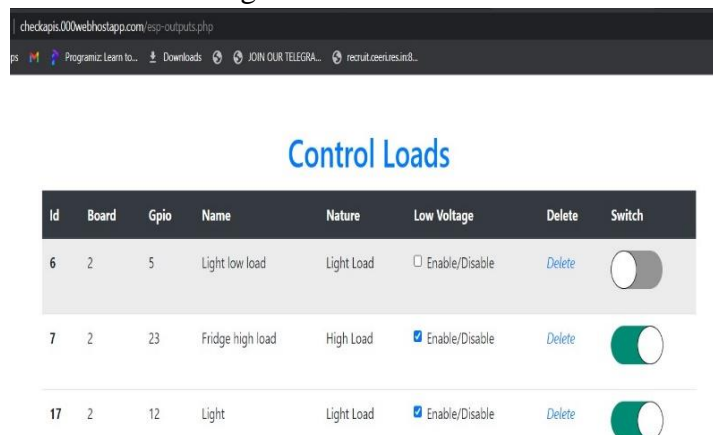 checkapis.000webhostapp.com/esp-outputs.php
ps Programiz: Learn to... Downloads JOIN OUR TELEGRA... recruit.ceeri.res.in:8...
Control Loads
Id Board Gpio Name Nature Low Voltage Delete Switch
6 2 5 Light low load Light Load Enable/Disable Delete
7 2 23 Fridge high load High Load Enable/Disable Delete
17 2 12 Light Light Load Enable/Disable Delete